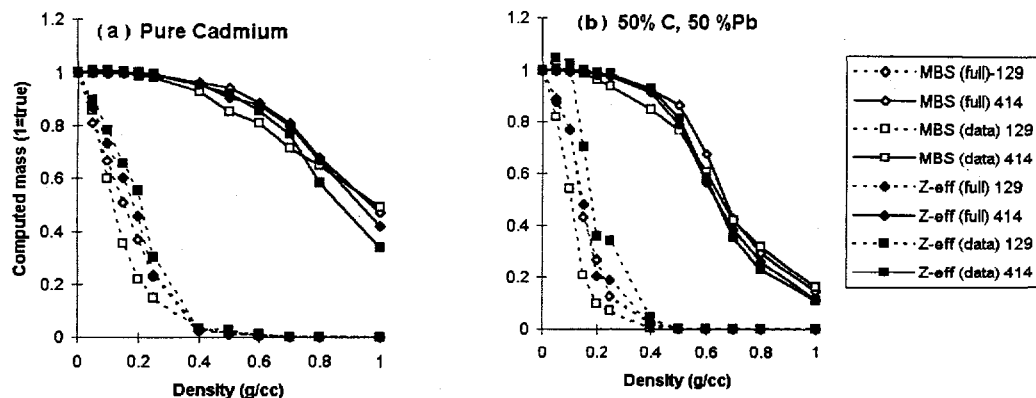 (a) Pure Cadmium
Computed mass (1=true)
1.2
1
0.8
0.6
0.4
0.2
0
0 0.2 0.4 0.6 0.8 1
Density (g/cc)
(b) 50% C, 50 %Pb
1.2
1
0.8
0.6
0.4
0.2
0
0 0.2 0.4 0.6 0.8 1
Density (g/cc)
MBS (full)-129
MBS (full) 414
MBS (data) 129
MBS (data) 414
Z-eff (full) 129
Z-eff (full) 414
Z-eff (data) 129
Z-eff (data) 414